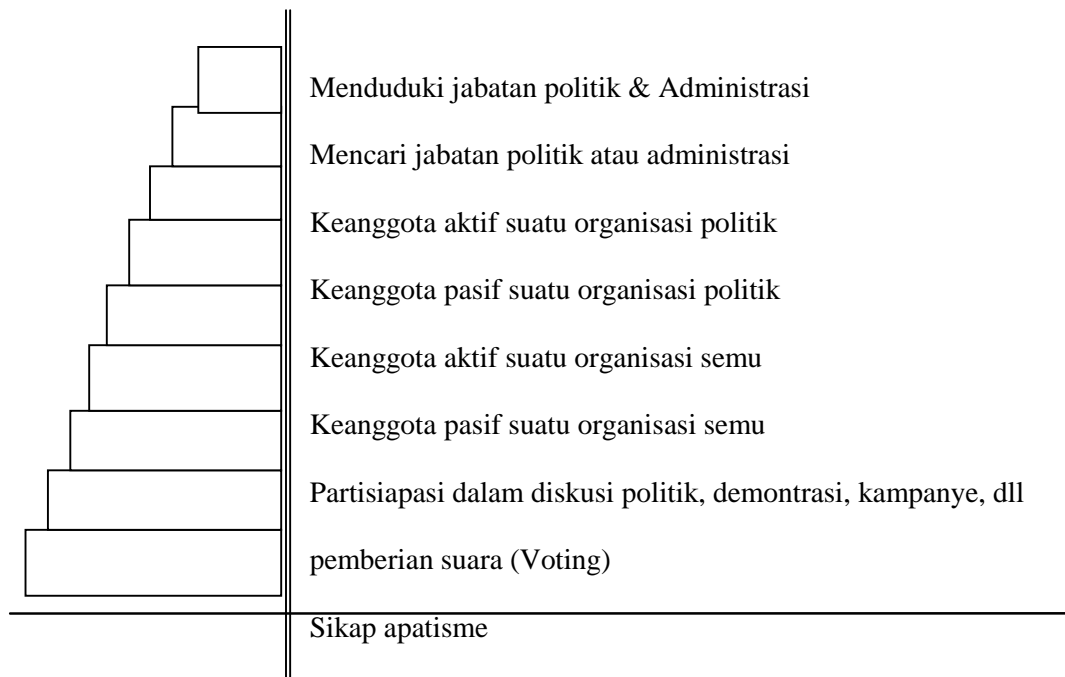 Menduduki jabatan politik & Administrasi
Mencari jabatan politik atau administrasi
Keanggota aktif suatu organisasi politik
Keanggota pasif suatu organisasi politik
Keanggota aktif suatu organisasi semu
Keanggota pasif suatu organisasi semu
Partisiapasi dalam diskusi politik, demontrasi, kampanye, dll
pemberian suara (Voting)
Sikap apatisme